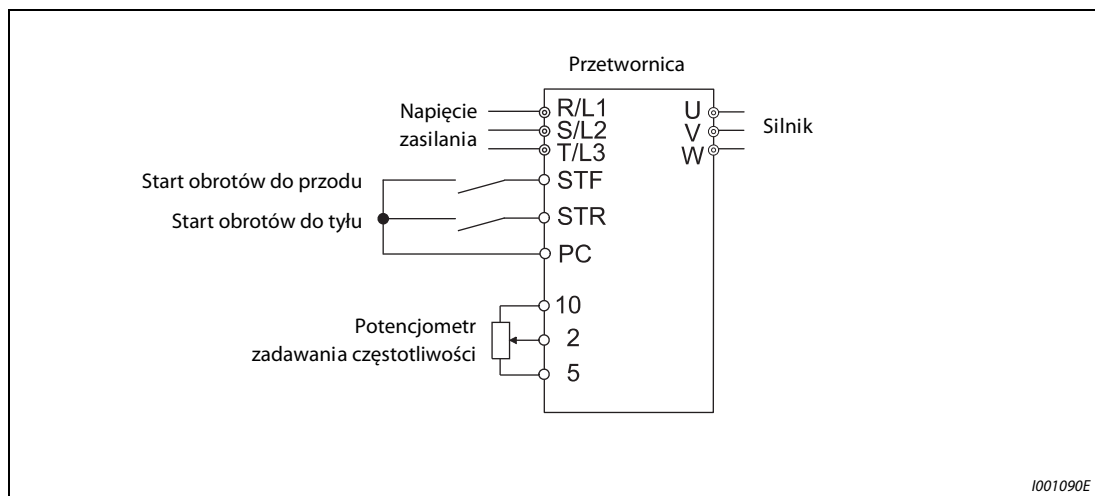 Przetwornica
Napięcie
zasilania
R/L1
S/L2
T/L3
U
V
W
Silnik
Start obrotów do przodu
STF
Start obrotów do tyłu
STR
PC
10
Potencjometr
zadawania częstotliwości
2
5
I001090E